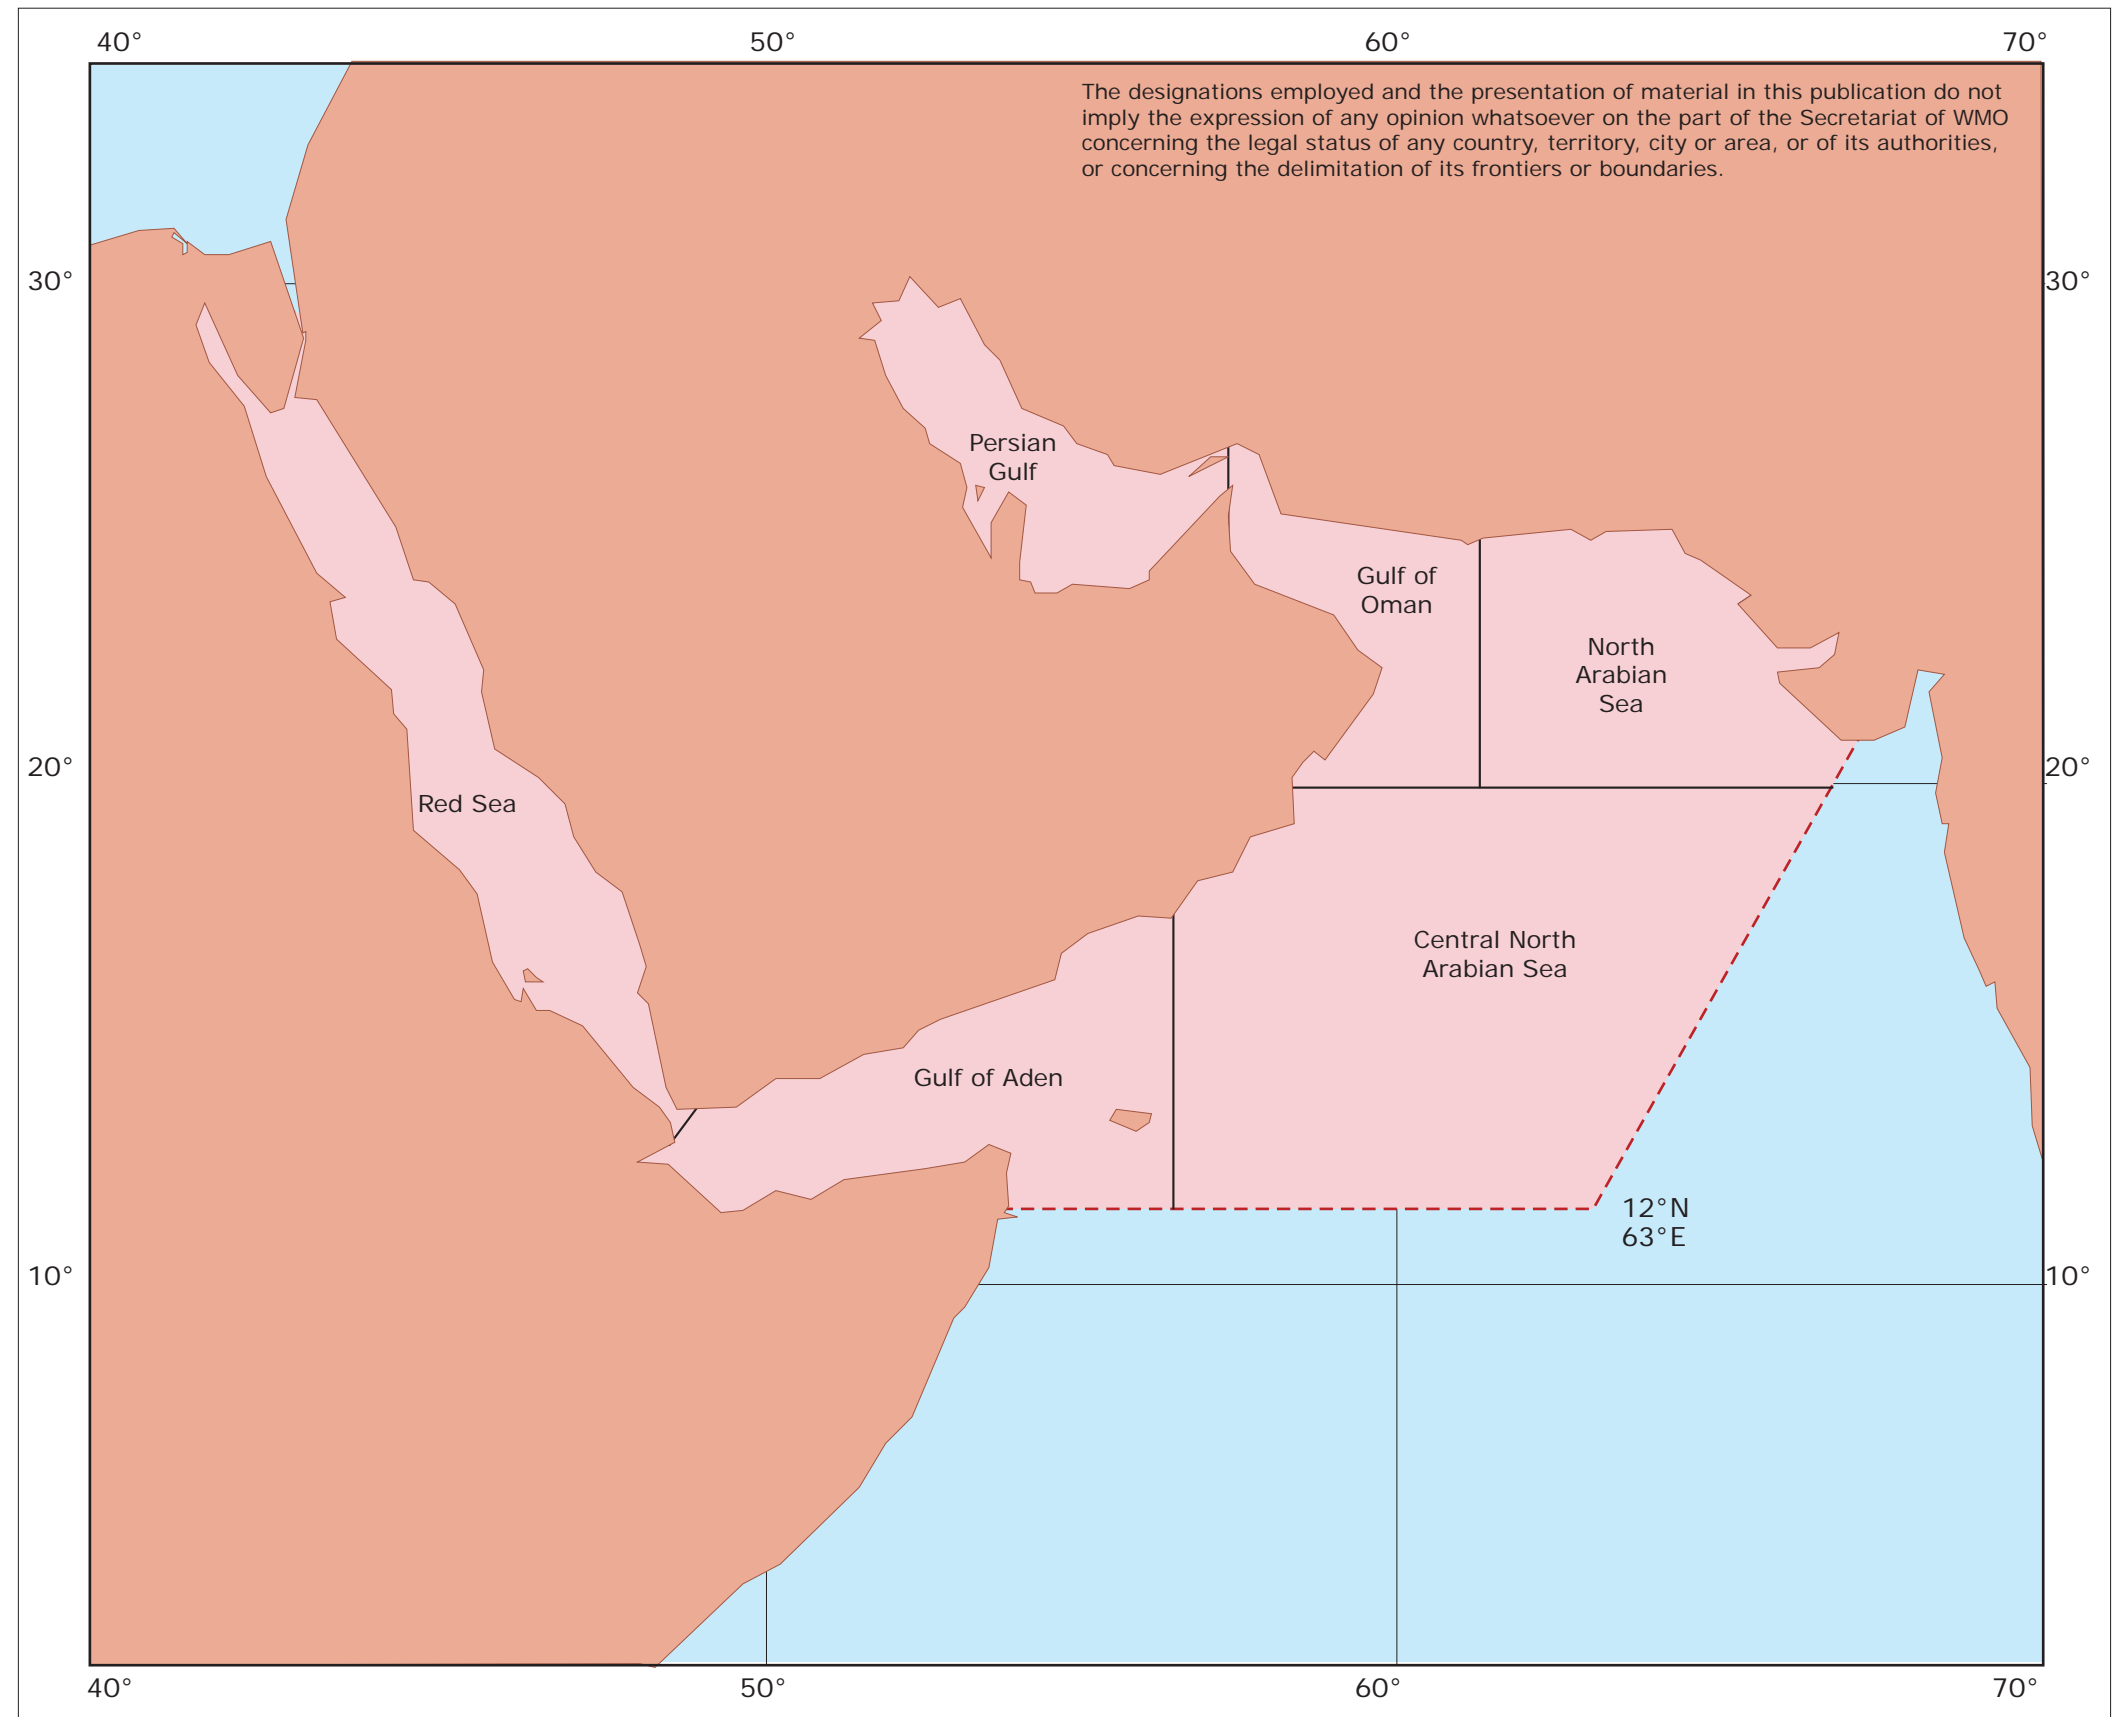 40° 50° 60° 70°
The designations employed and the presentation of material in this publication do not
imply the expression of any opinion whatsoever on the part of the Secretariat of WMO
concerning the legal status of any country, territory, city or area, or of its authorities,
or concerning the delimitation of its frontiers or boundaries.
30° 30°
Persian
Gulf
Gulf of
Oman
North
Arabian
Sea
20° 20°
Red Sea
Central North
Arabian Sea
Gulf of Aden
12°N
63°E
10° 10°
40° 50° 60° 70°